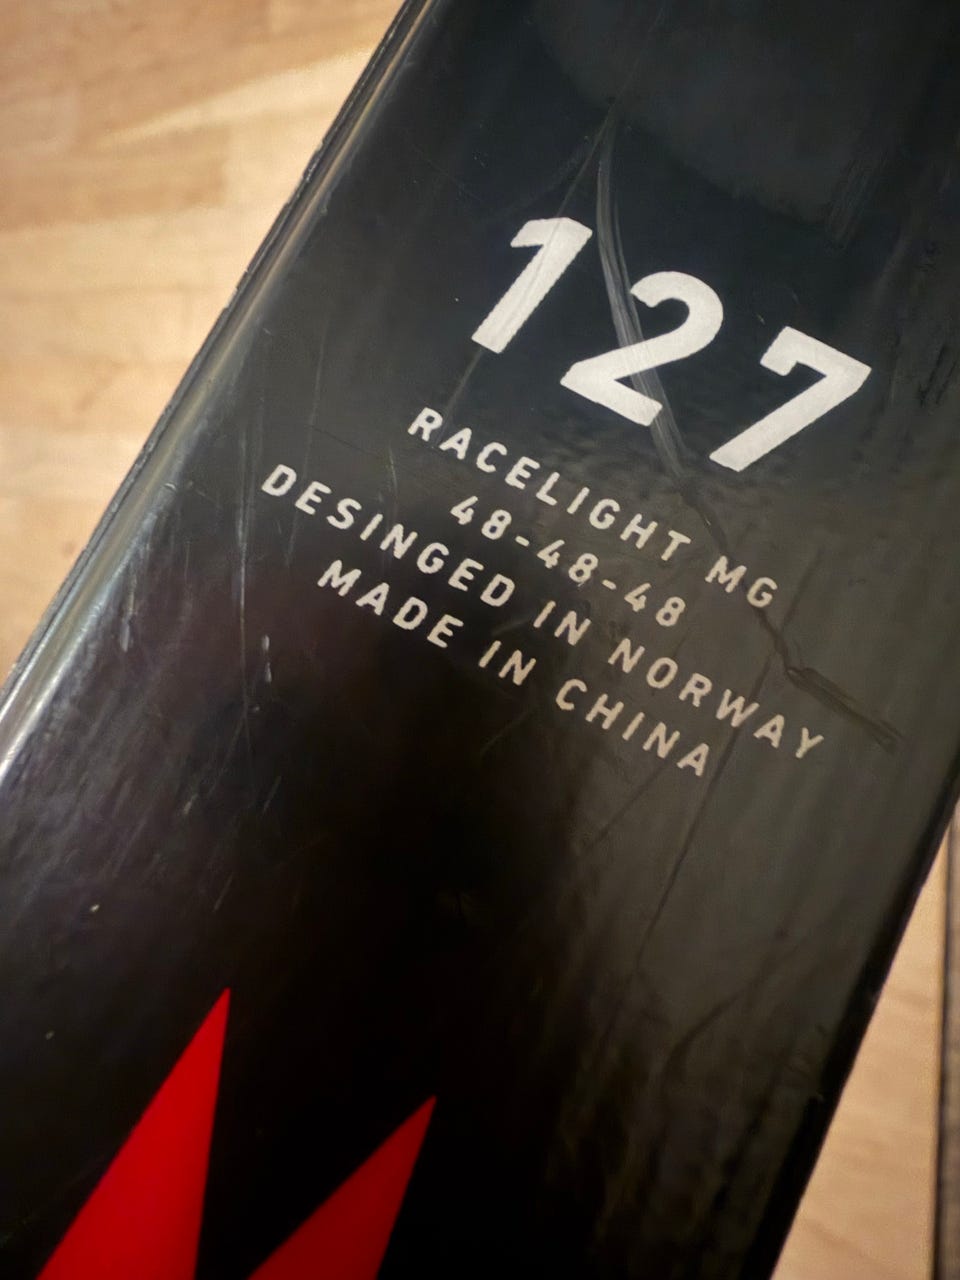 127
RACELIGHT MG
48-48-48
DESINGED IN NORWAY
MADE IN CHINA